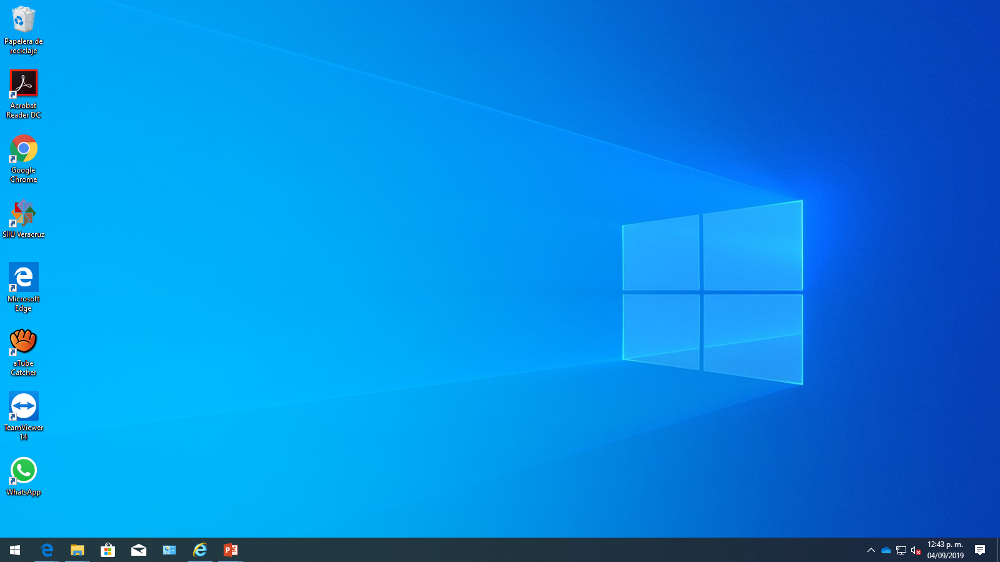 Papelera de
reciclaje
Acrobat
Reader DC
Google
Chrome
SIIU Veracruz
Microsoft
Edge
aTube
Catcher
TeamViewer
14
WhatsApp
12:43 p. m.
04/09/2019